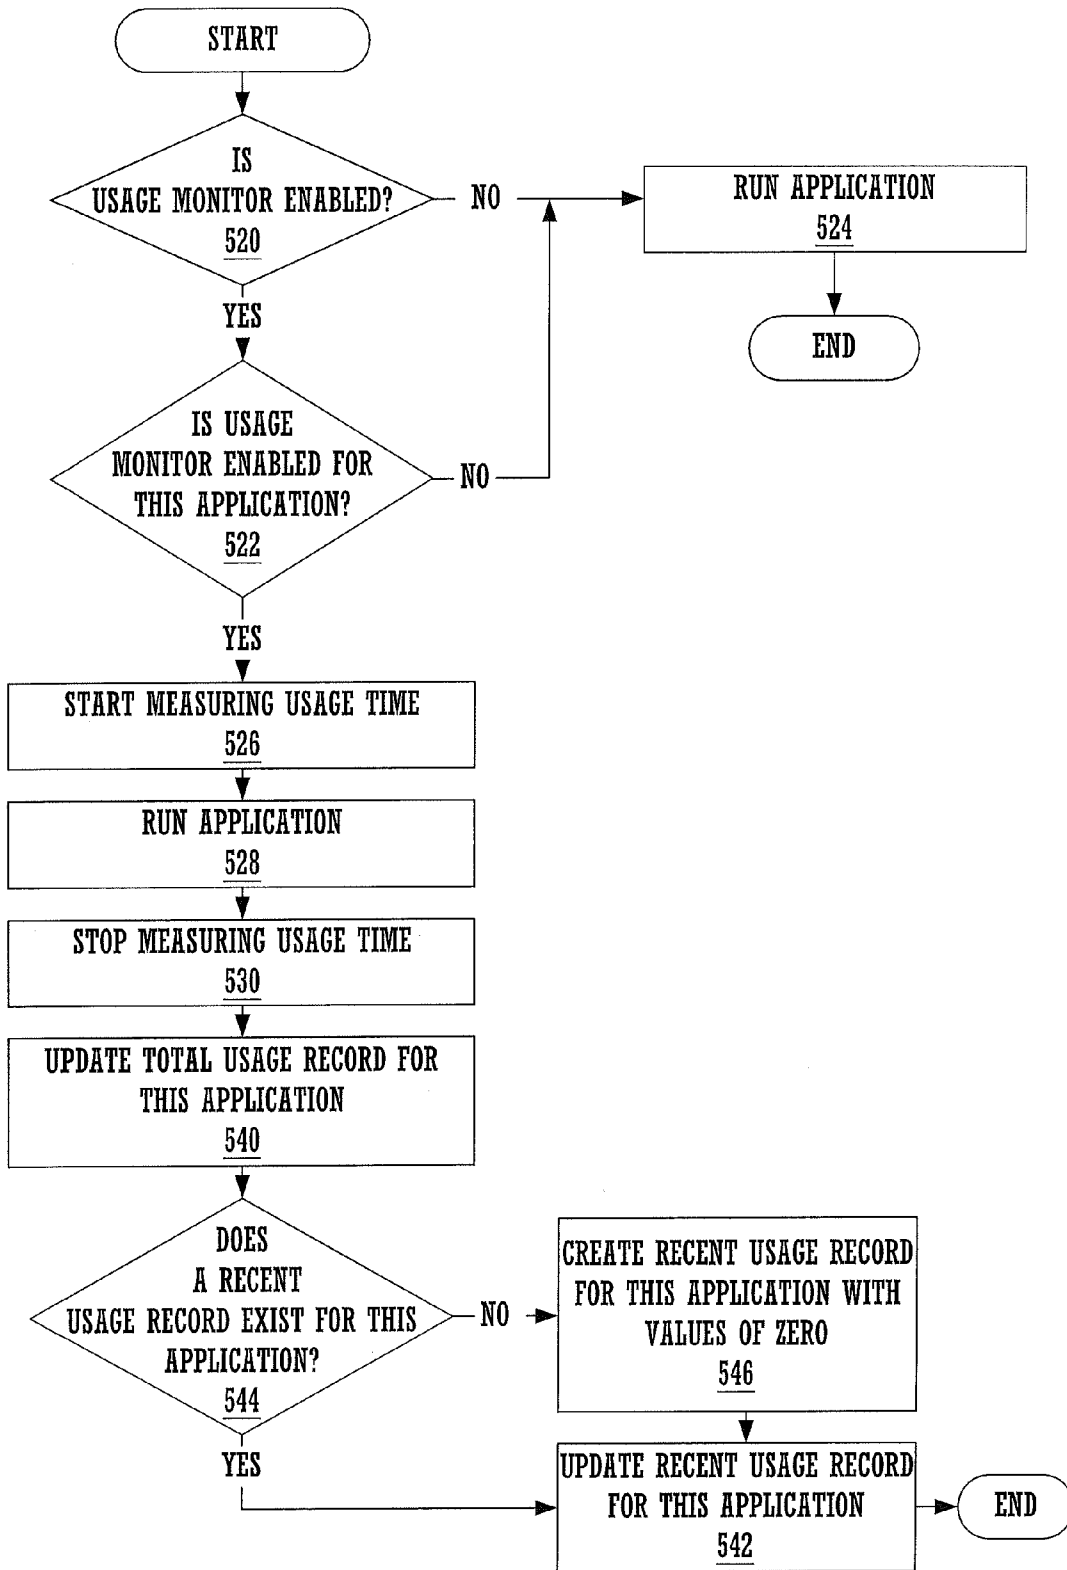 START
IS
USAGE MONITOR ENABLED?
520
NO
RUN APPLICATION
524
YES
END
IS USAGE
MONITOR ENABLED FOR
THIS APPLICATION?
522
NO
YES
START MEASURING USAGE TIME
526
RUN APPLICATION
528
STOP MEASURING USAGE TIME
530
UPDATE TOTAL USAGE RECORD FOR
THIS APPLICATION
540
DOES
A RECENT
USAGE RECORD EXIST FOR THIS
APPLICATION?
544
NO
CREATE RECENT USAGE RECORD
FOR THIS APPLICATION WITH
VALUES OF ZERO
546
YES
UPDATE RECENT USAGE RECORD
FOR THIS APPLICATION
542
END